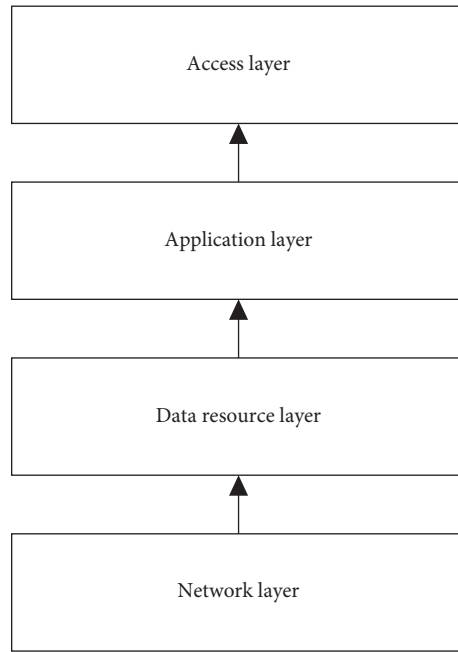 Access layer
Application layer
Data resource layer
Network layer